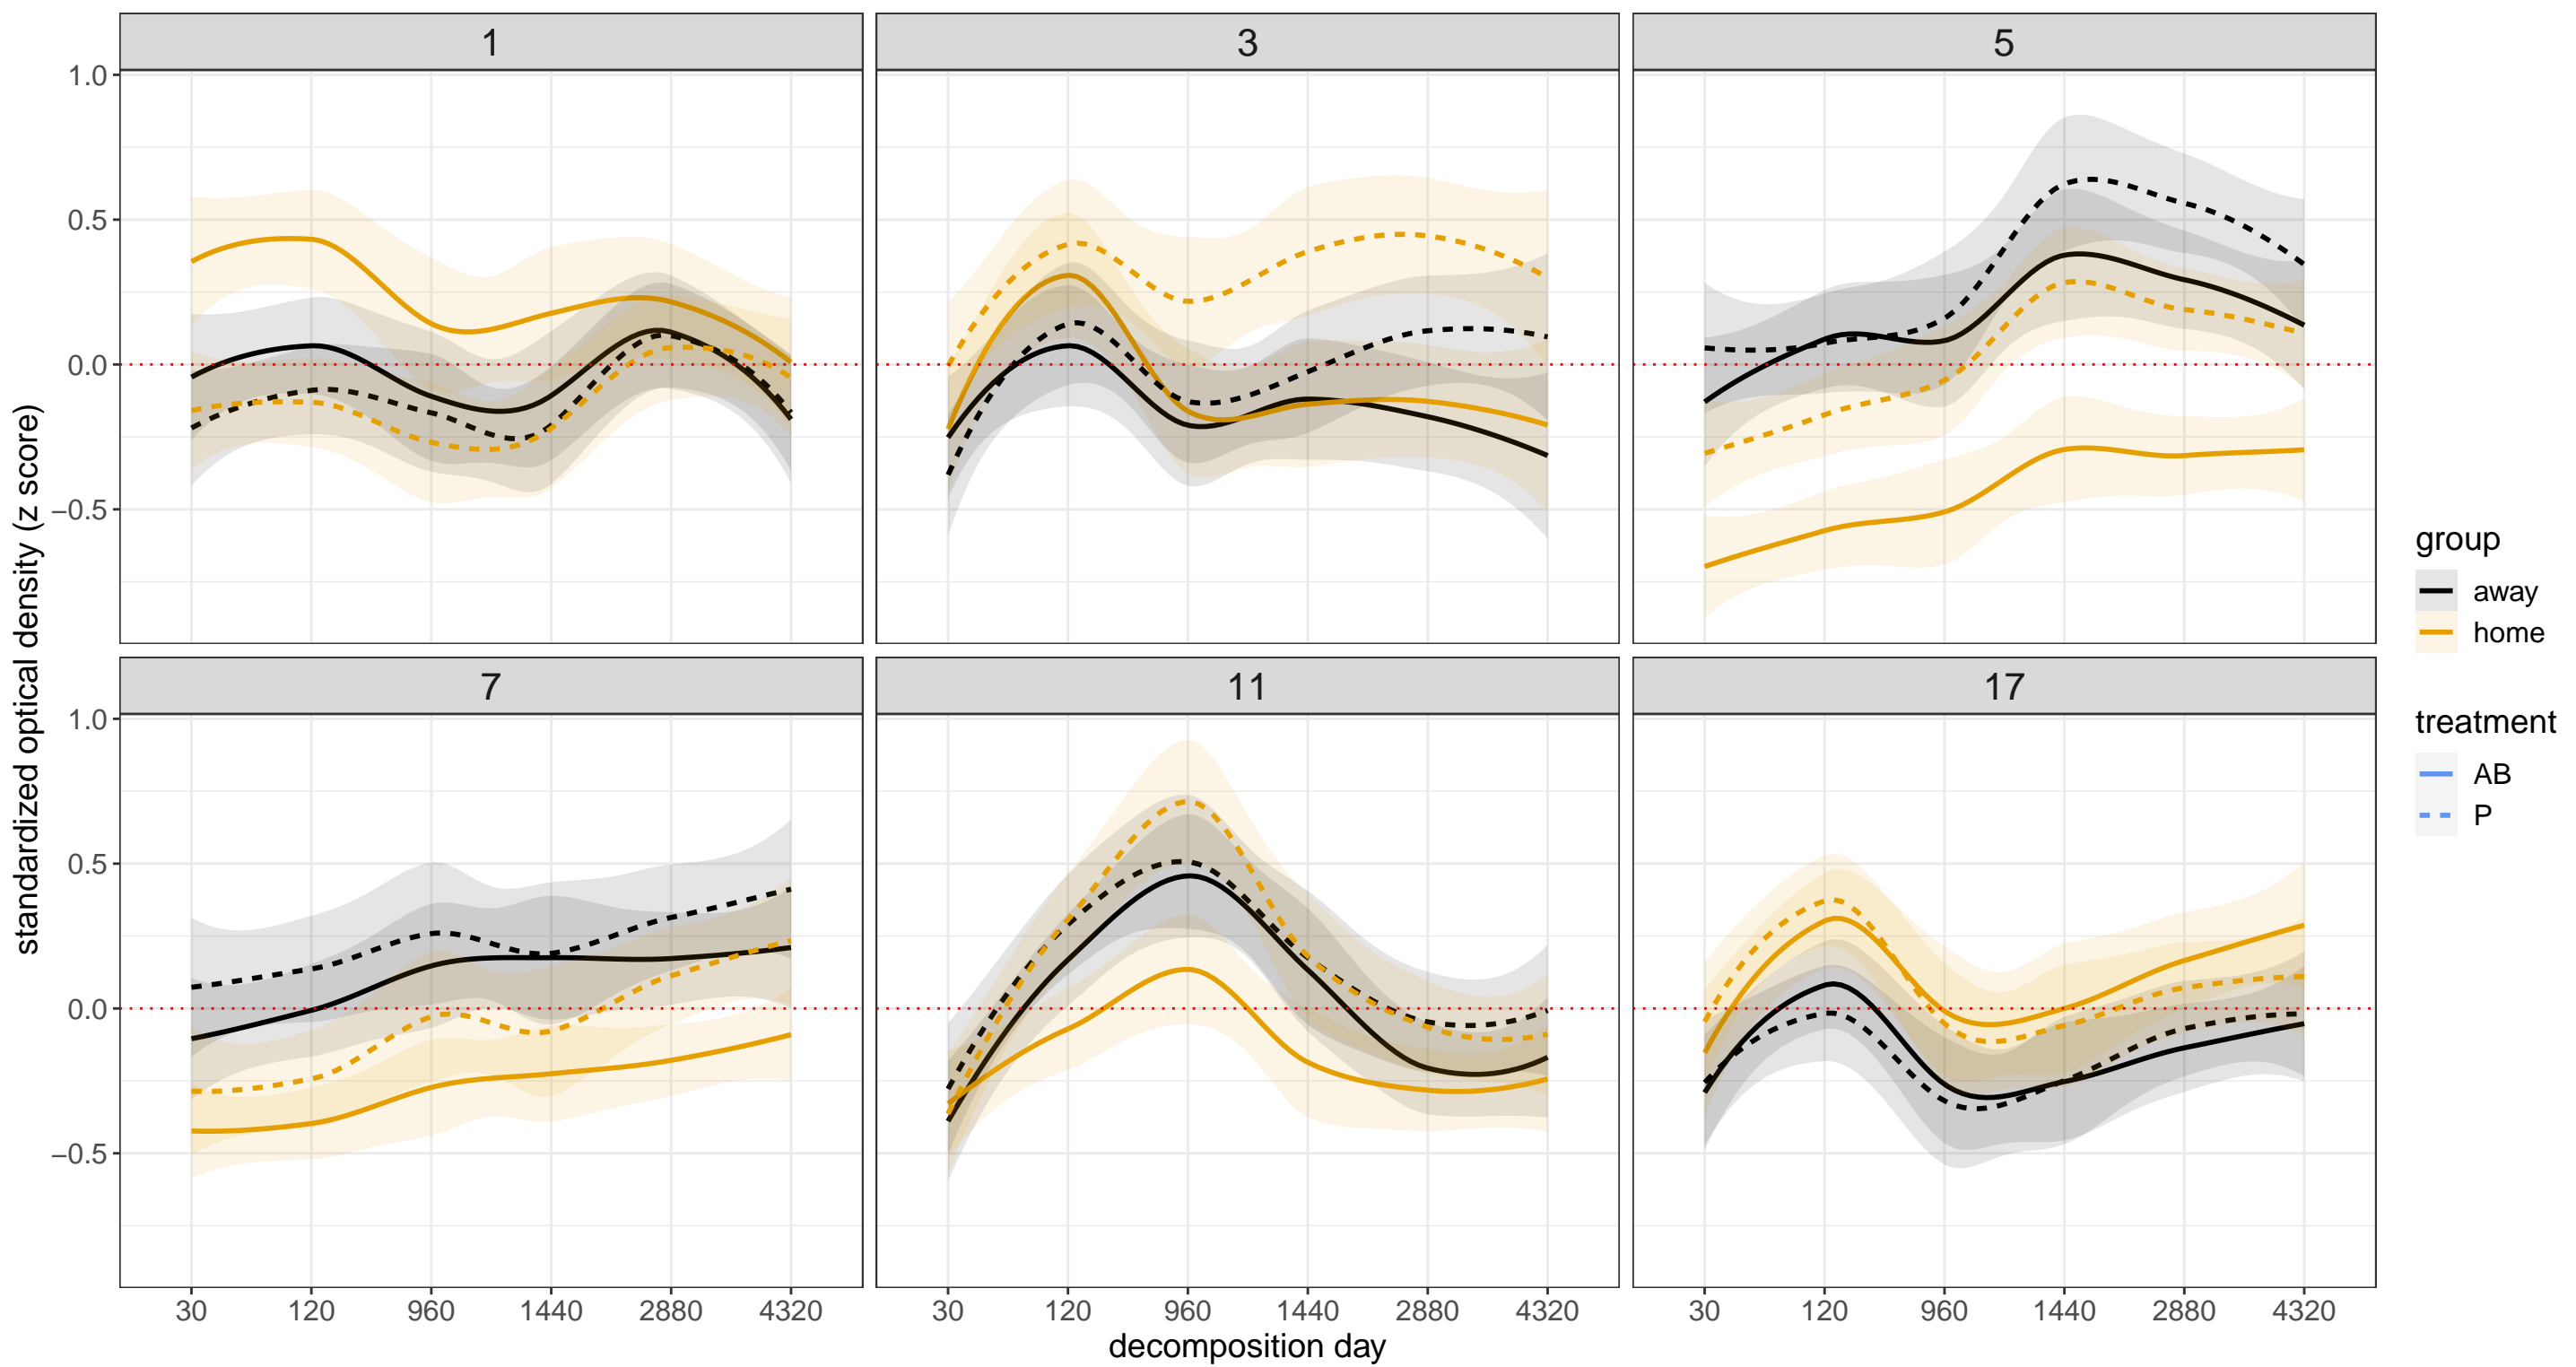 1
3
5
1.0
0.5
0.0
−0.5
standardized optical density (z score)
group
away
home
treatment
AB
P
7
11
17
1.0
0.5
0.0
−0.5
30 120 960 1440 2880 4320
30 120 960 1440 2880 4320
30 120 960 1440 2880 4320
decomposition day